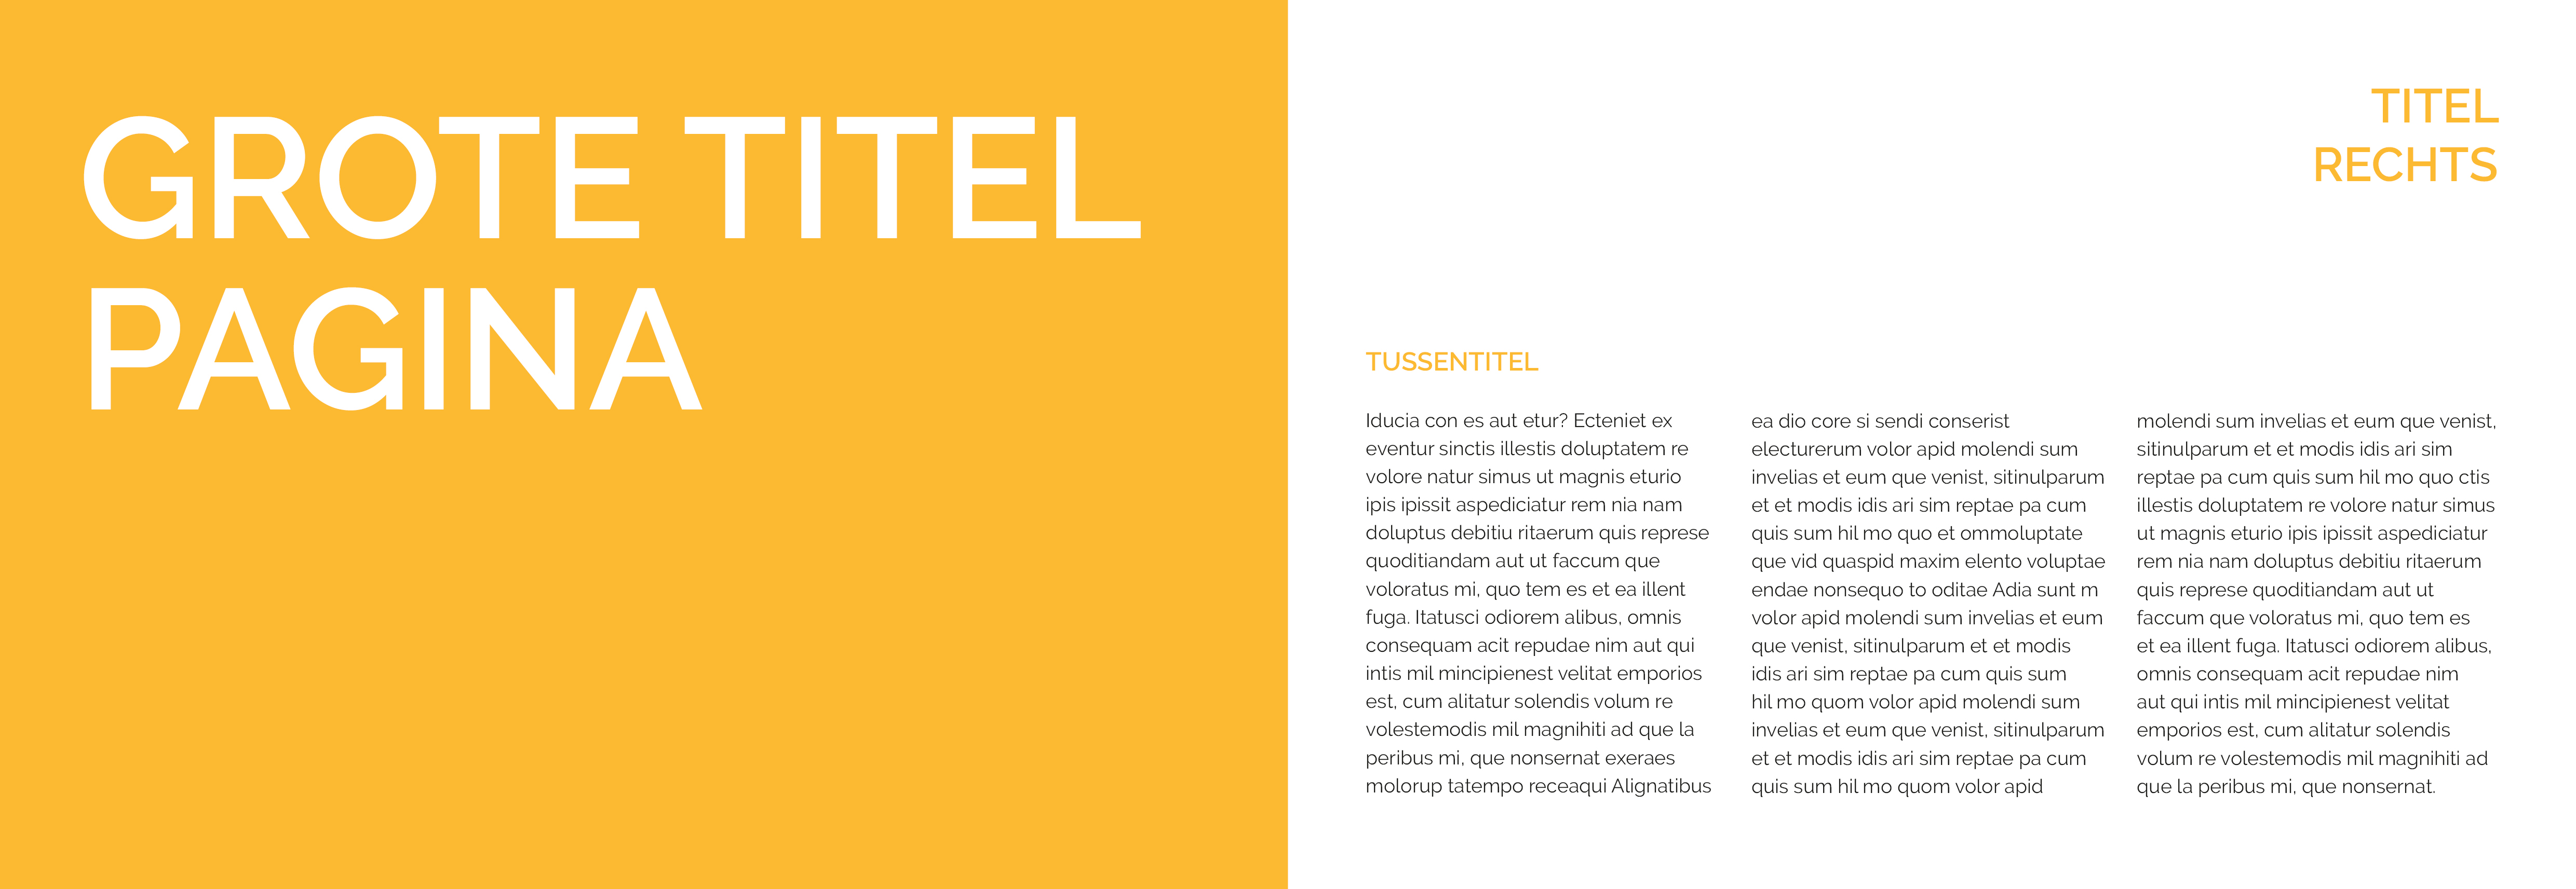 GROTE TITEL
PAGINA
TITEL
RECHTS
TUSSENTITEL
Iducia con es aut etur? Ecteniet ex
eventur sinctis illestis doluptatem re
volore natur simus ut magnis eturio
ipis ipissit aspediciatur rem nia nam
doluptus debitiu ritaerum quis represe
quoditiandam aut ut faccum que
voloratus mi, quo tem es et ea illent
fuga. Itatusci odiorem alibus, omnis
consequam acit repudae nim aut qui
intis mil mincipienest velitat emporios
est, cum alitatur solendis volum re
volestemodis mil magnihiti ad que la
peribus mi, que nonsernat exeraes
molorup tatempo receaqui Alignatibus
ea dio core si sendi conserist
electurerum volor apid molendi sum
invelias et eum que venist, sitinulparum
et et modis idis ari sim reptae pa cum
quis sum hil mo quo et ommoluptate
que vid quaspid maxim elento voluptae
endae nonsequo to oditae Adia sunt m
volor apid molendi sum invelias et eum
que venist, sitinulparum et et modis
idis ari sim reptae pa cum quis sum
hil mo quom volor apid molendi sum
invelias et eum que venist, sitinulparum
et et modis idis ari sim reptae pa cum
quis sum hil mo quom volor apid
molendi sum invelias et eum que venist,
sitinulparum et et modis idis ari sim
reptae pa cum quis sum hil mo quo ctis
illestis doluptatem re volore natur simus
ut magnis eturio ipis ipissit aspediciatur
rem nia nam doluptus debitiu ritaerum
quis represe quoditiandam aut ut
faccum que voloratus mi, quo tem es
et ea illent fuga. Itatusci odiorem alibus,
omnis consequam acit repudae nim
aut qui intis mil mincipienest velitat
emporios est, cum alitatur solendis
volum re volestemodis mil magnihiti ad
que la peribus mi, que nonsernat.